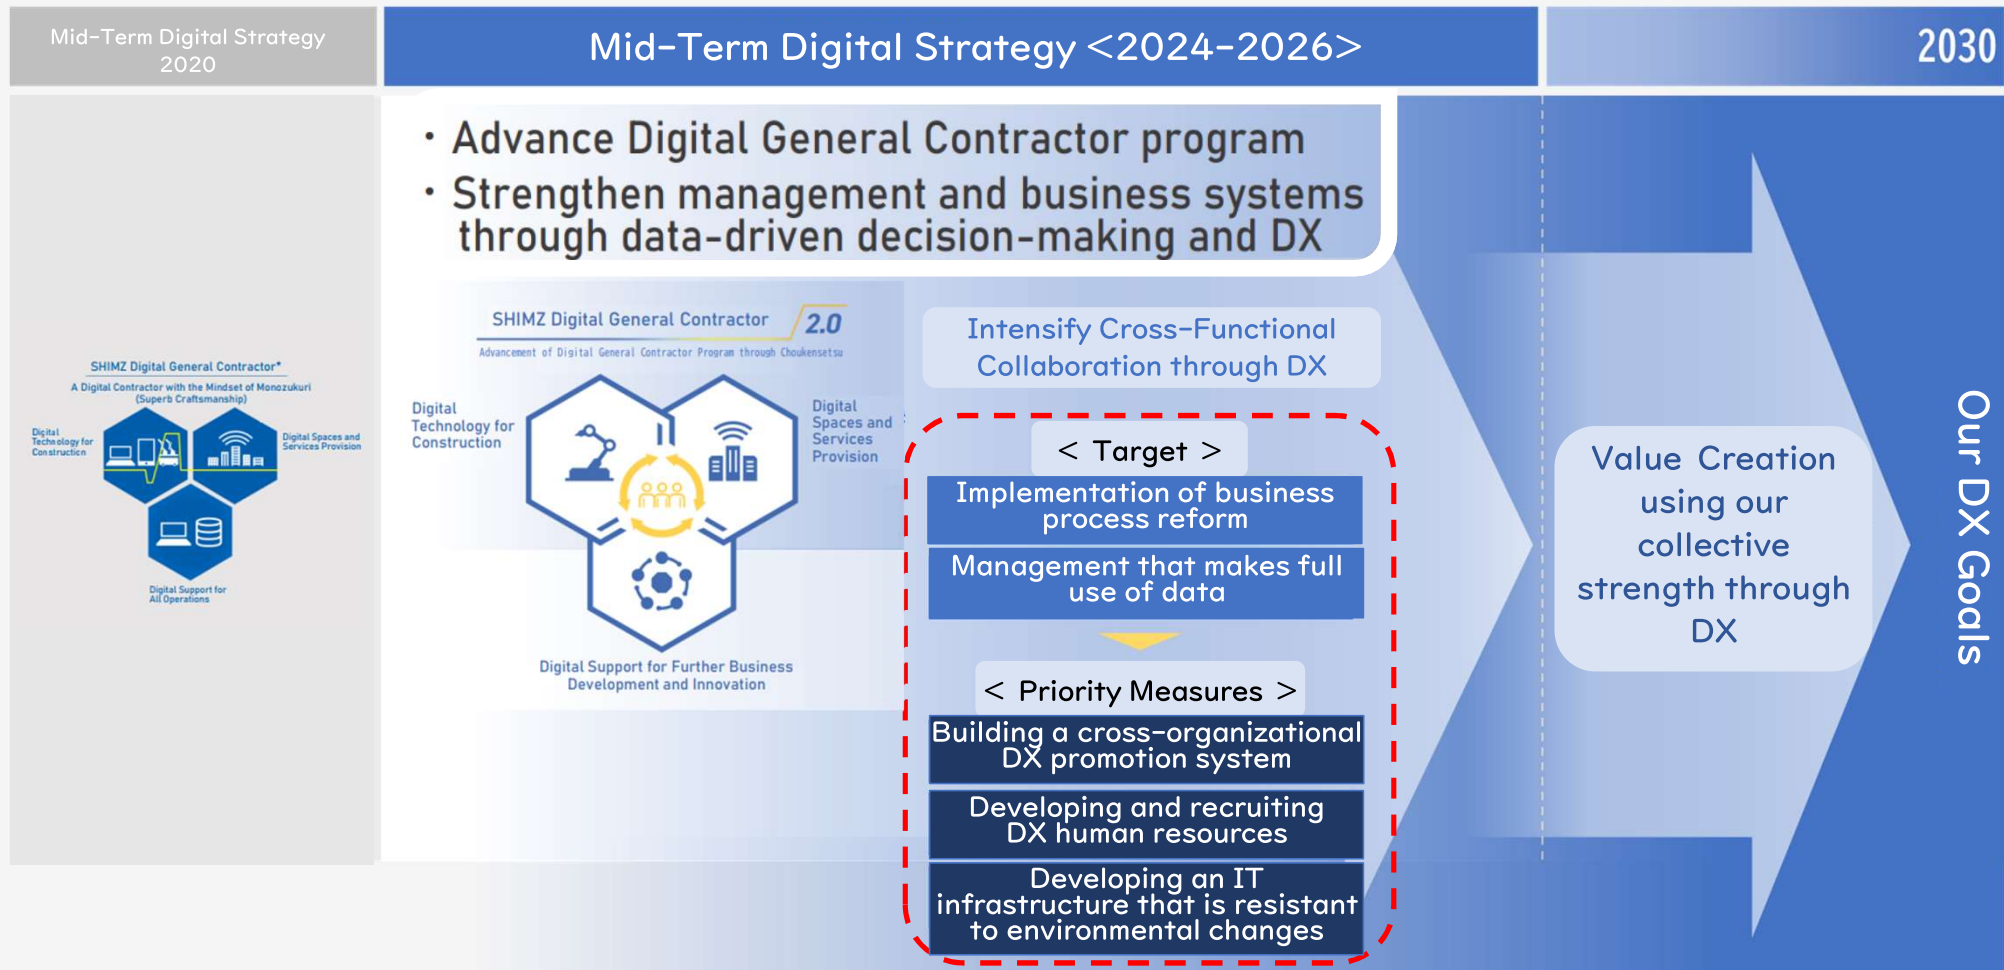 Mid-Term Digital Strategy
2020
Mid-Term Digital Strategy <2024-2026>
2030
・Advance Digital General Contractor program
・Strengthen management and business systems
through data-driven decision-making and DX
SHIMZ Digital General Contractor*
A Digital Contractor with the Mindset of Monozukuri
(Superb Craftsmanship)
Digital
Technology for
Construction
Digital Spaces and
Services Provision
Digital Support for
All Operations
SHIMZ Digital General Contractor 2.0
Advancement of Digital General Contractor Program through Choukensetsu
Digital
Technology for
Construction
Digital
Spaces and
Services
Provision
Digital Support for Further Business
Development and Innovation
Intensify Cross-Functional
Collaboration through DX
< Target >
Implementation of business
process reform
Management that makes full
use of data
< Priority Measures >
Building a cross-organizational
DX promotion system
Developing and recruiting
DX human resources
Developing an IT
infrastructure that is resistant
to environmental changes
Value Creation
using our
collective
strength through
DX
Our DX Goals